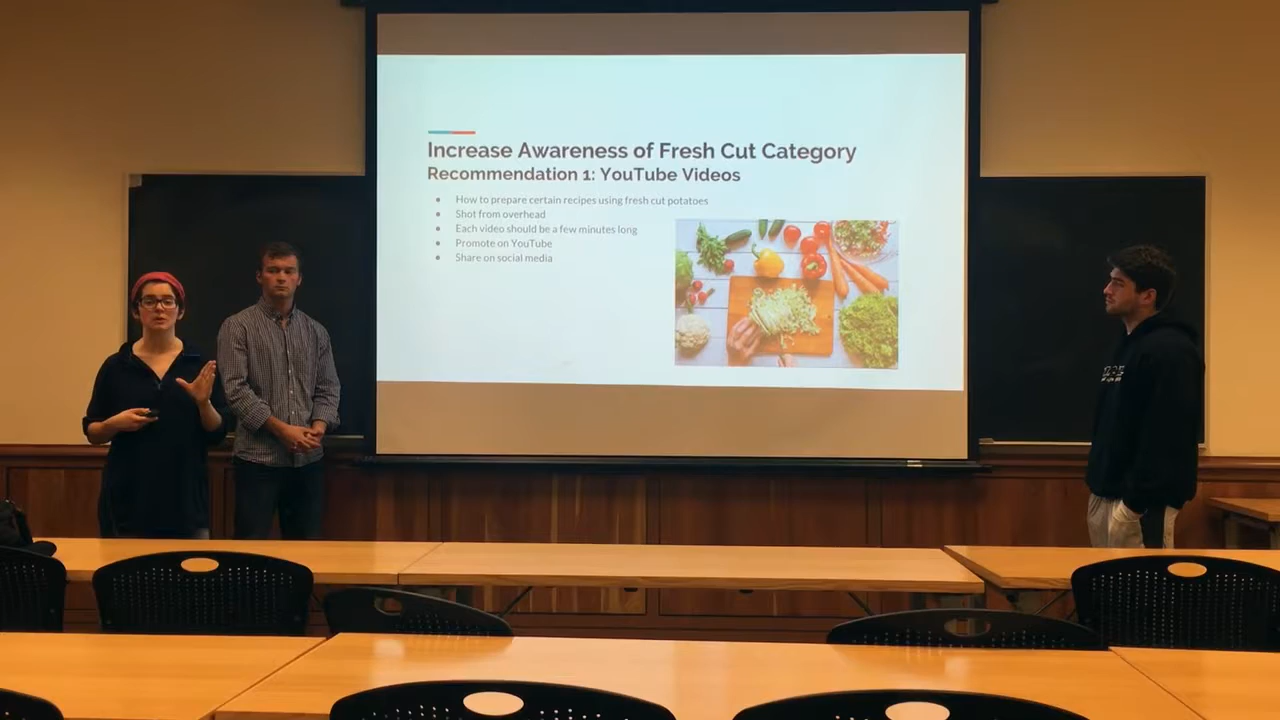 Increase Awareness of Fresh Cut Category
Recommendation 1: YouTube Videos
How to prepare certain recipes using fresh cut potatoes
Shot from overhead
Each video should be a few minutes long
Promote on YouTube
Share on social media